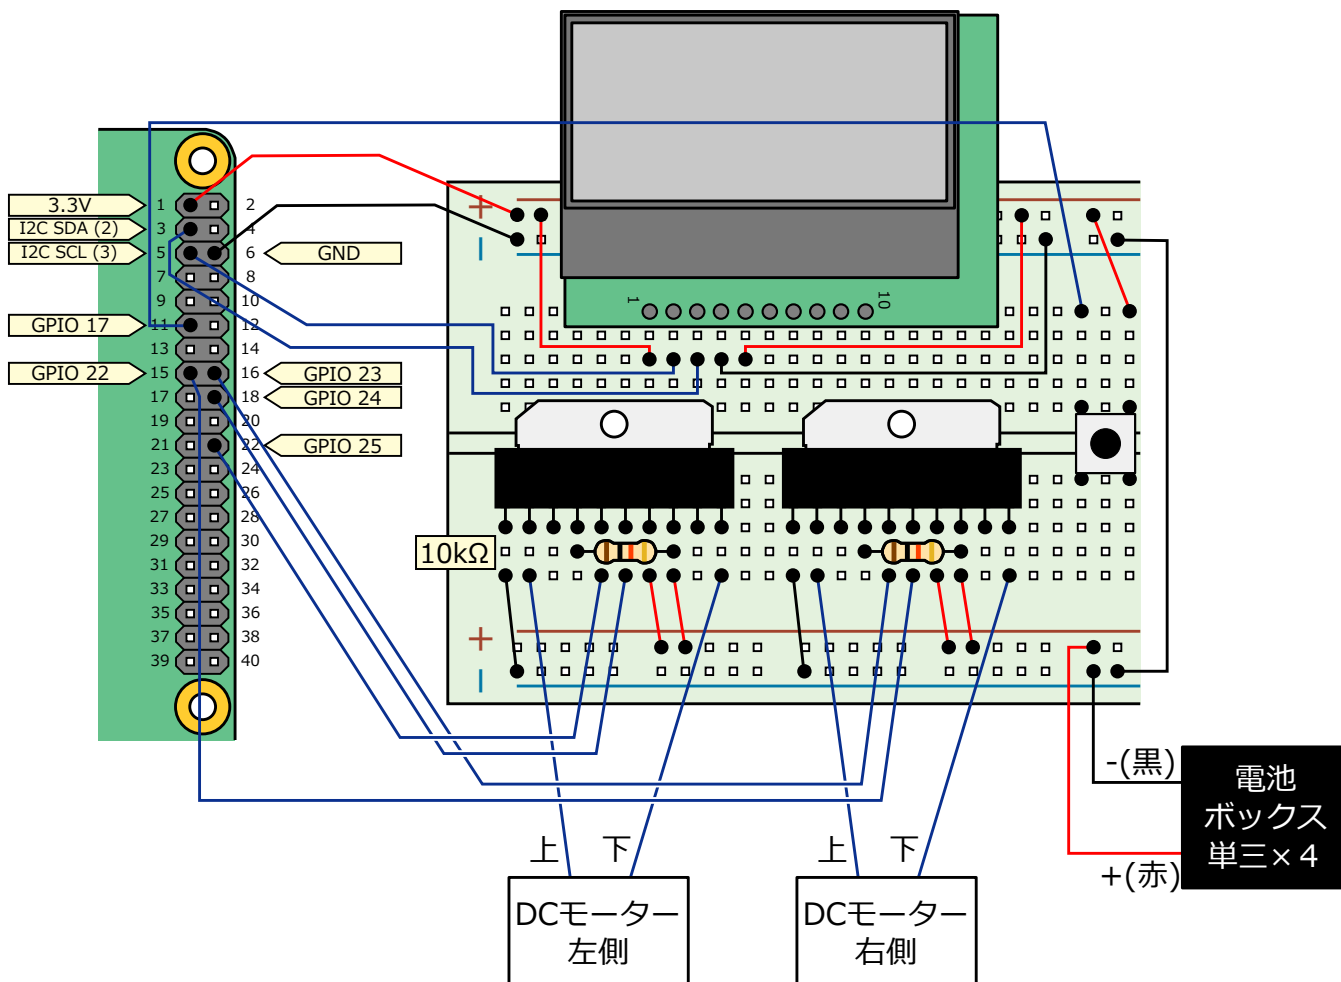 3.3V
I2C SDA (2)
I2C SCL (3)
GPIO 17
GPIO 22
1 2
3 4
5 6
7 8
9 10
11 12
13 14
15 16
17 18
19 20
21 22
23 24
25 26
27 28
29 30
31 32
33 34
35 36
37 38
39 40
GND
GPIO 23
GPIO 24
GPIO 25
+
−
1 10
10kΩ
+
−
-(黒)
+(赤)
電池
ボックス
単三×4
上 下
DCモーター
左側
上 下
DCモーター
右側